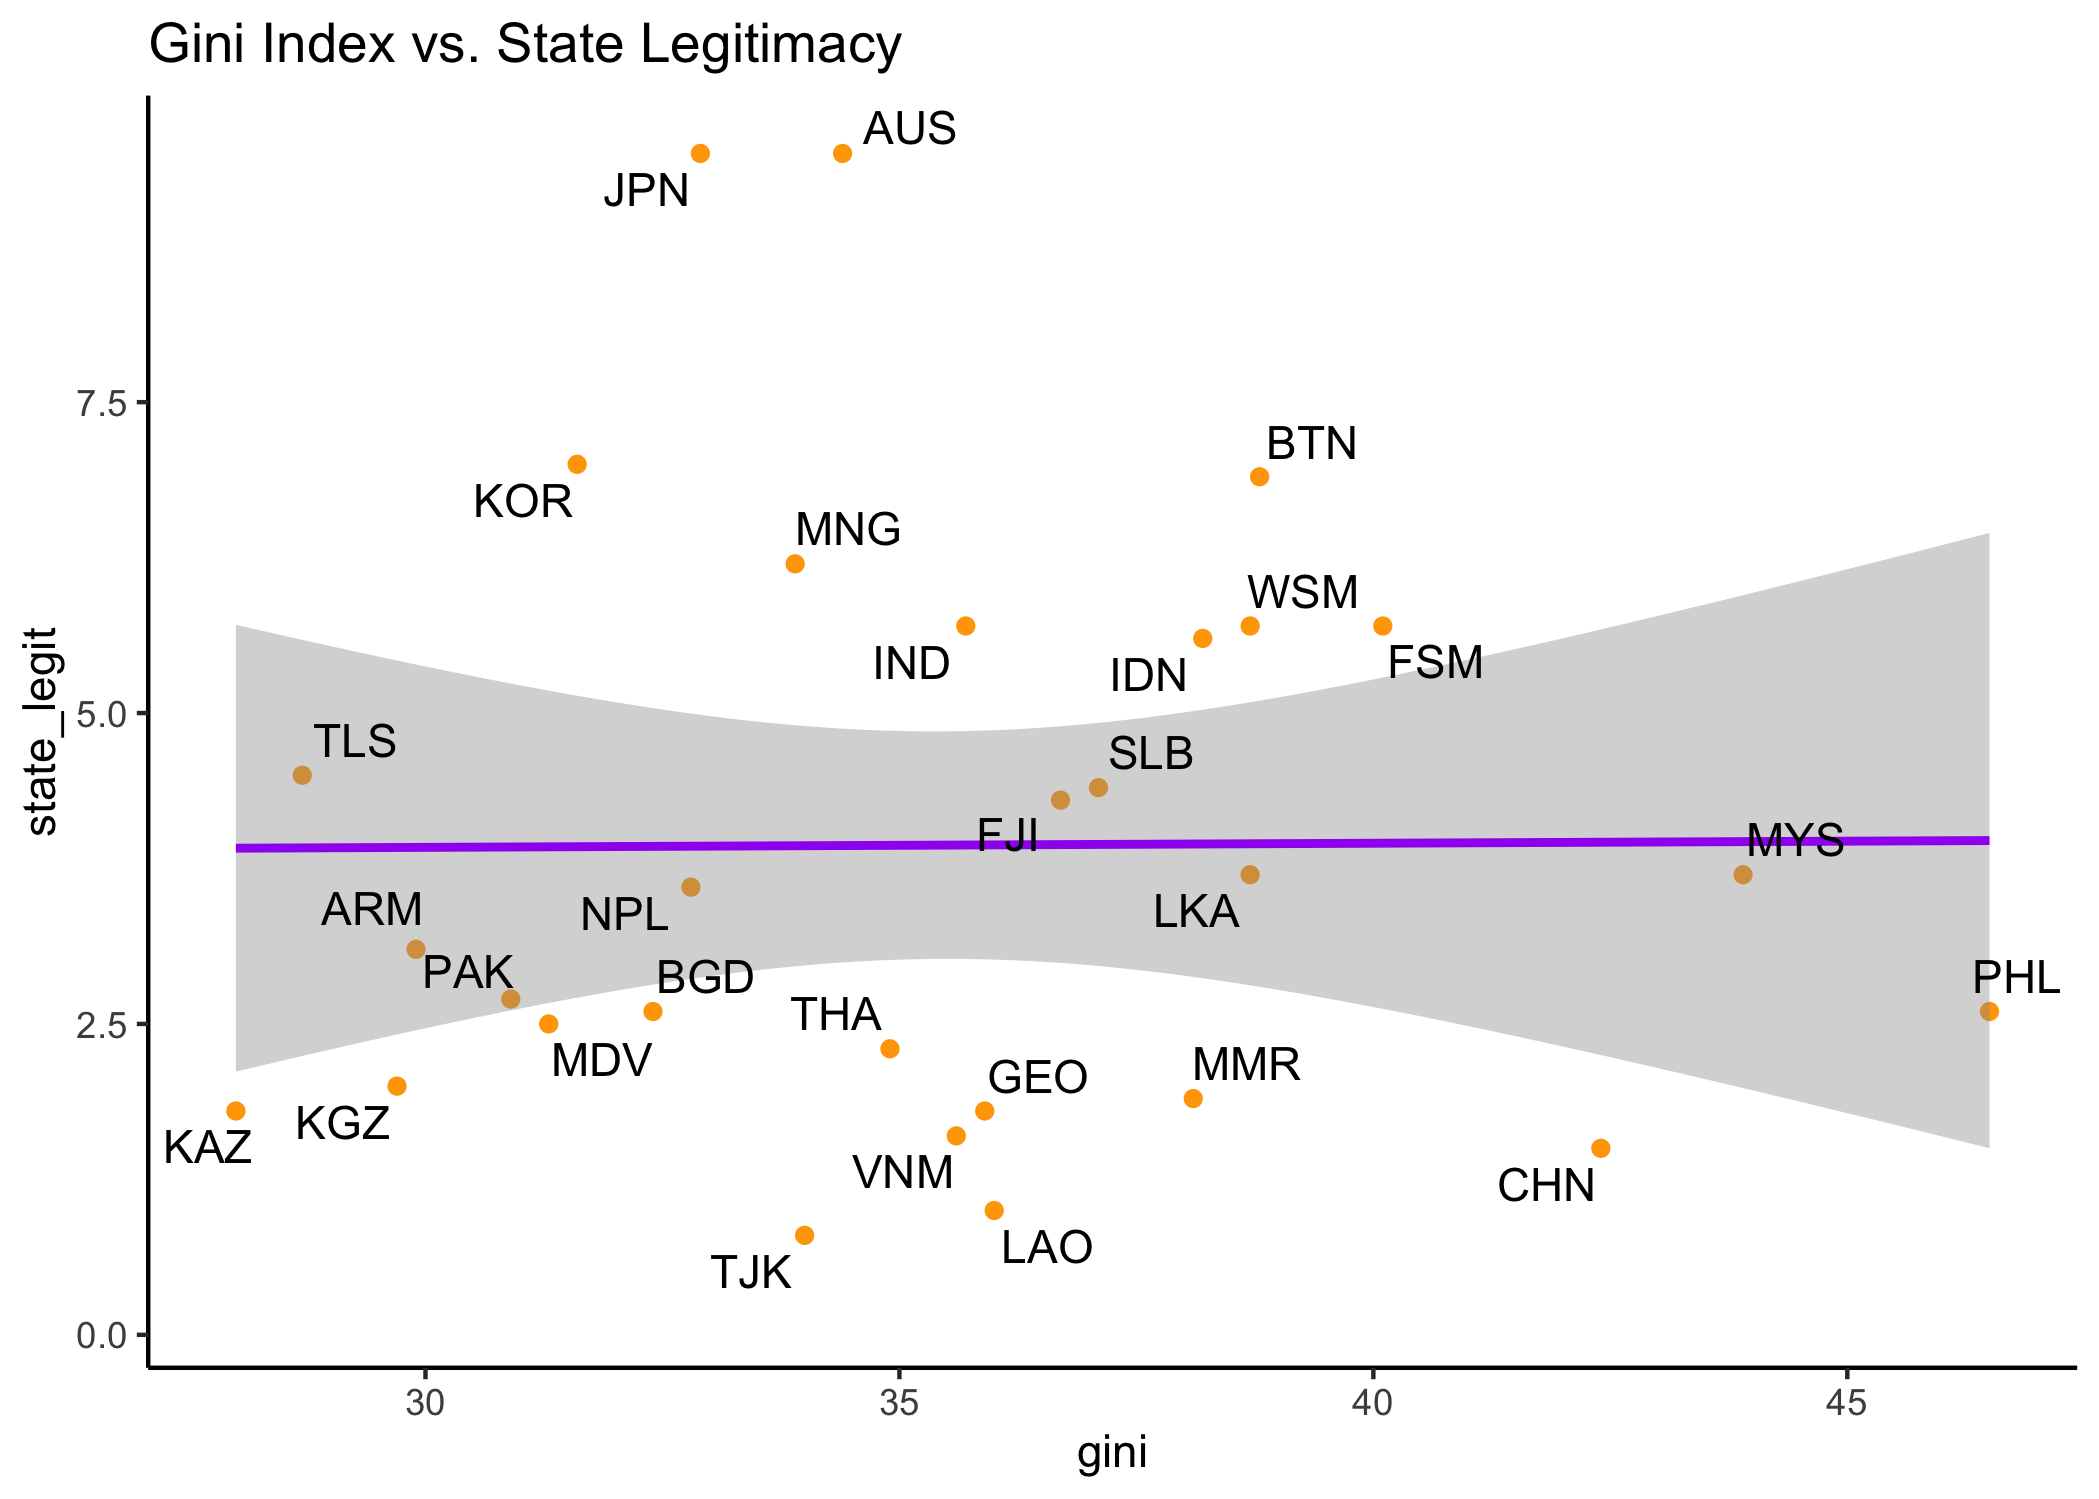 Gini Index vs. State Legitimacy
AUS
JPN
7.5
BTN
KOR
MNG
WSM
IND
IDN
FSM
state_legit
5.0
TLS
SLB
FJI
MYS
ARM
NPL
LKA
PAK
BGD
PHL
THA
2.5
MDV
GEO
MMR
KGZ
KAZ
VNM
CHN
LAO
TJK
0.0
30
35
40
45
gini